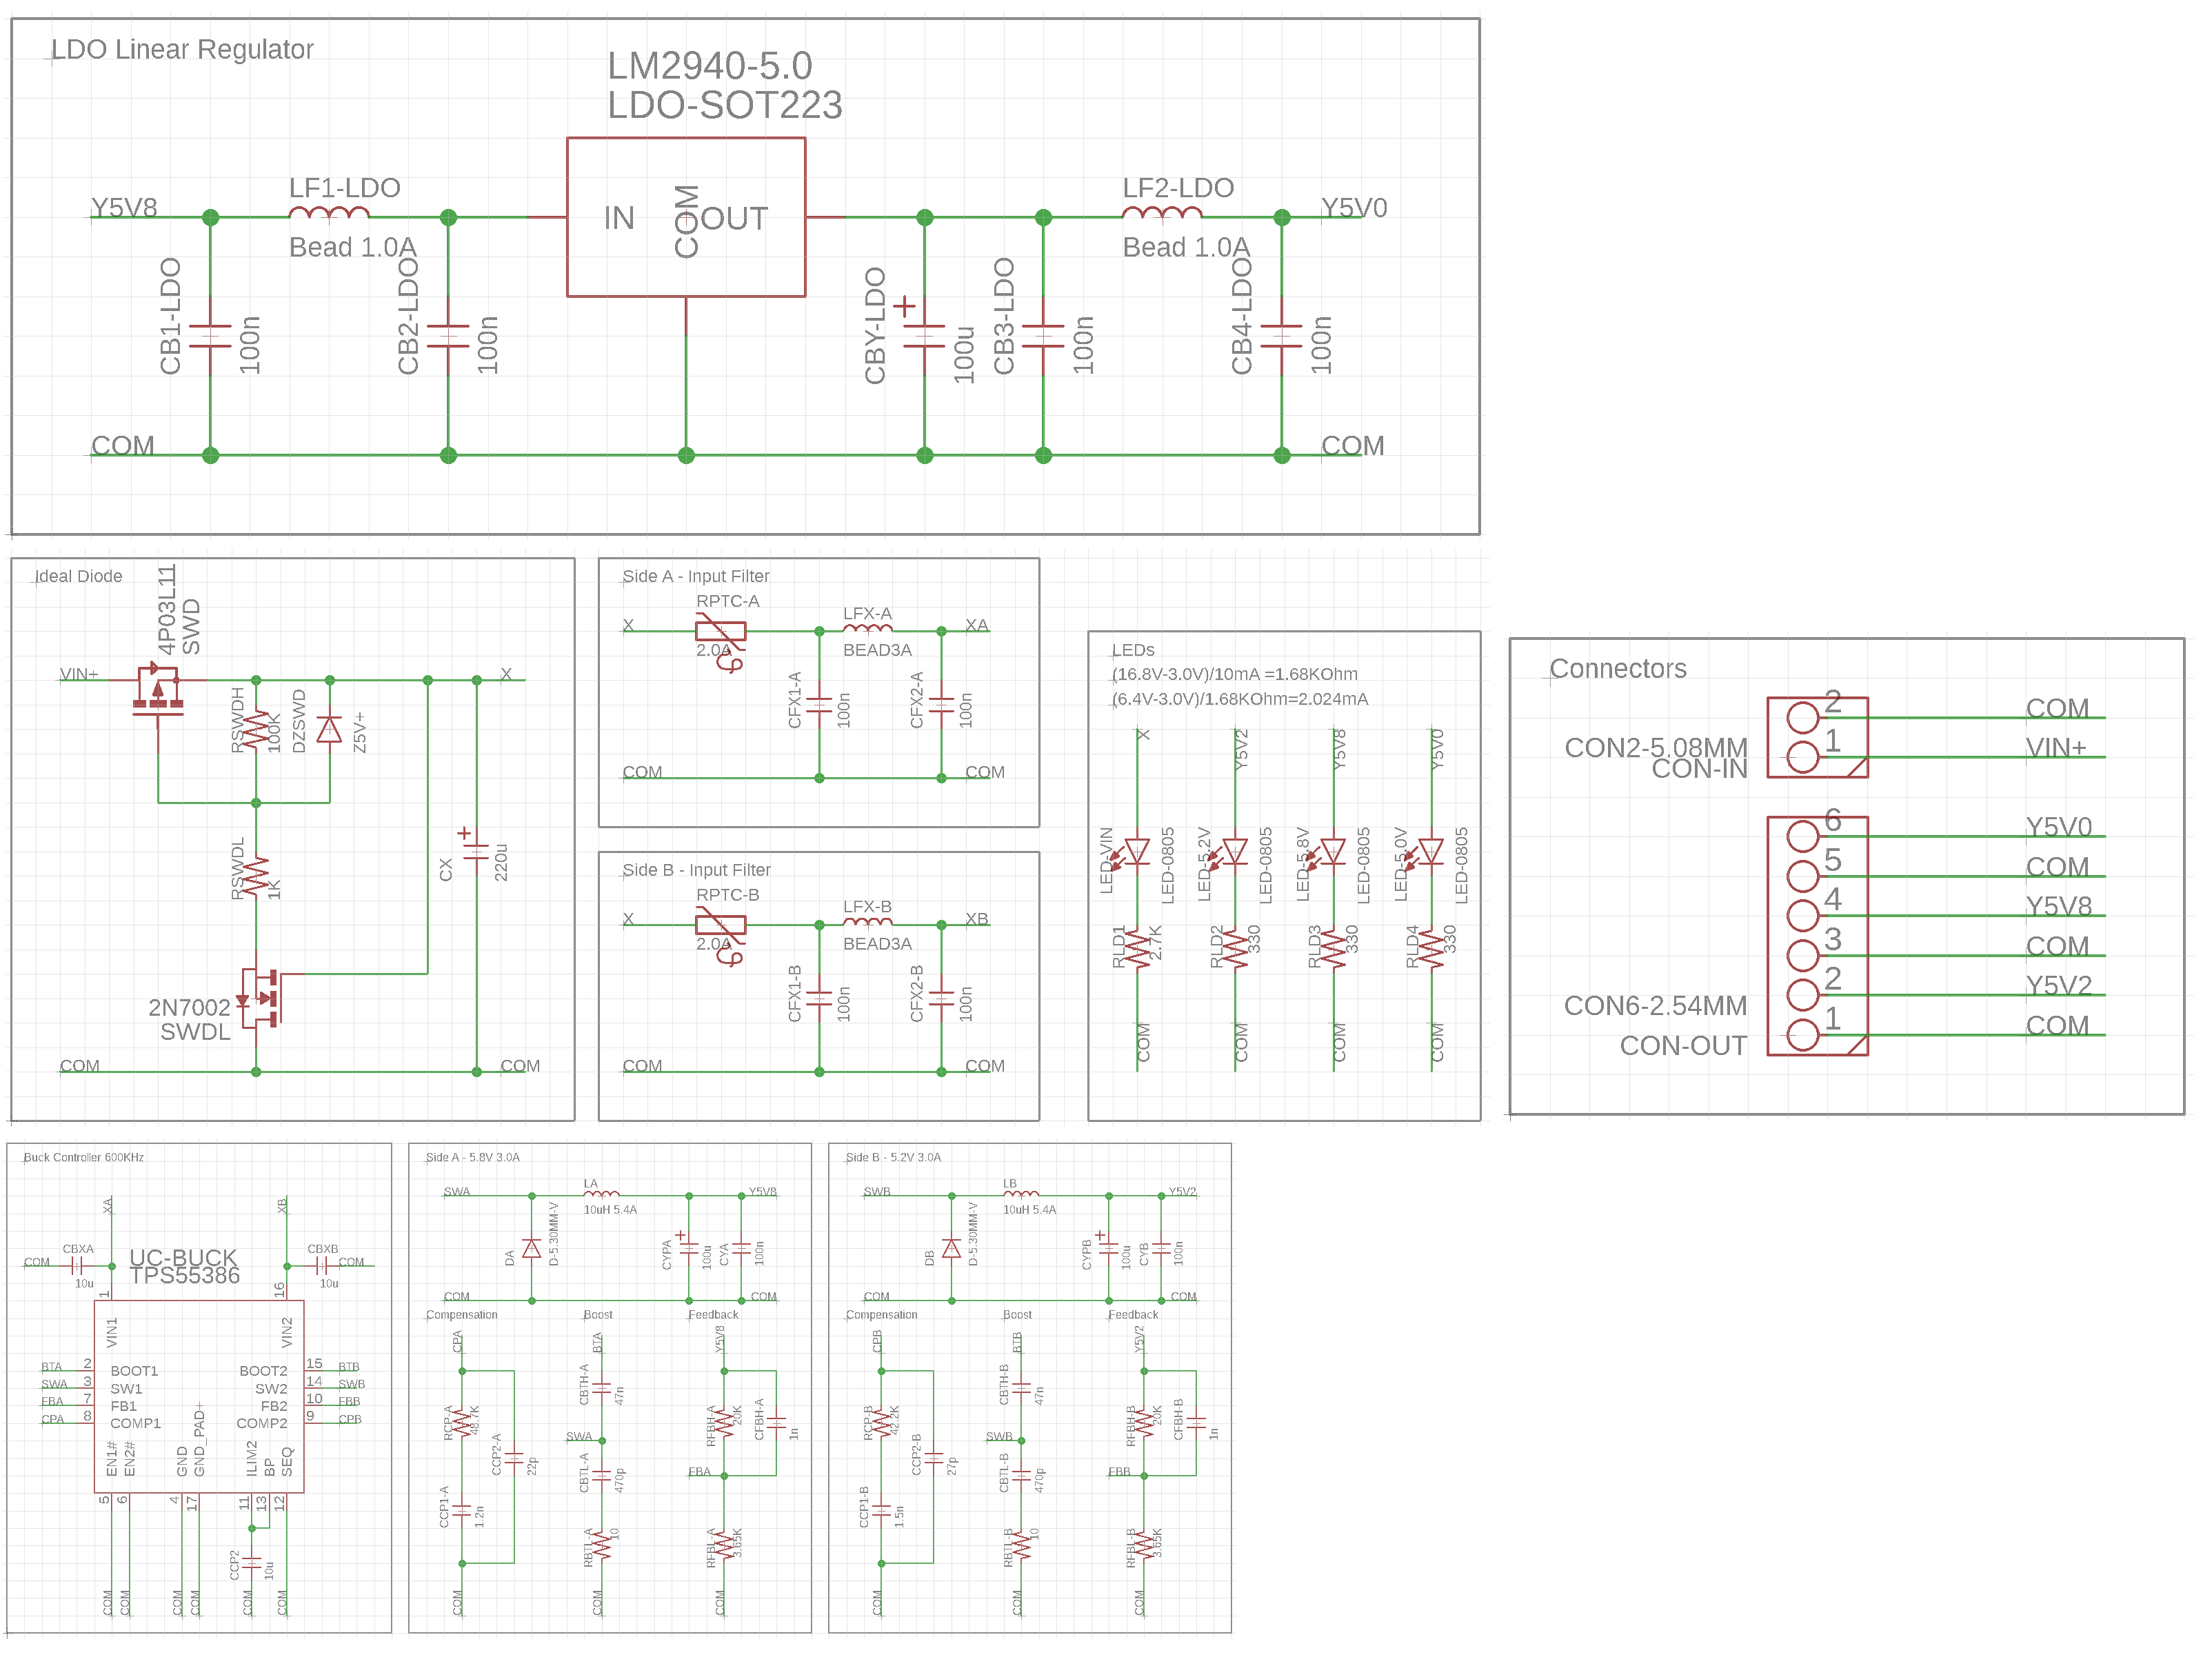 LDO Linear Regulator
LM2940-5.0
LDO-SOT223
LF1-LDO
LF2-LDO
Y5V8
IN
COM
OUT
Y5V0
Bead 1.0A
Bead 1.0A
CB1-LDO
100n
CB2-LDO
100n
CBY-LDO
100u
CB3-LDO
100n
CB4-LDO
100n
COM
COM
Ideal Diode
4P03L11
SWD
VIN+
X
RSWDH
100K
DZSWD
Z5V+
RSWDL
1K
CX
220u
2N7002
SWDL
COM
COM
Side A - Input Filter
RPTC-A
LFX-A
X
XA
2.0A
BEAD3A
CFX1-A
100n
CFX2-A
100n
COM
COM
Side B - Input Filter
RPTC-B
LFX-B
X
XB
2.0A
BEAD3A
CFX1-B
100n
CFX2-B
100n
COM
COM
LEDs
(16.8V-3.0V)/10mA =1.68KOhm
(6.4V-3.0V)/1.68KOhm=2.024mA
X
Y5V2
Y5V8
Y5V0
LED-VIN
LED-0805
LED-5.2V
LED-0805
LED-5.8V
LED-0805
LED-5.0V
LED-0805
RLD1
2.7K
RLD2
330
RLD3
330
RLD4
330
COM
COM
COM
COM
Connectors
2
COM
CON2-5.08MM
1
VIN+
CON-IN
6
Y5V0
5
COM
4
Y5V8
3
COM
2
Y5V2
CON6-2.54MM
1
COM
CON-OUT
Buck Controller 600KHz
XA
XB
CBXA
CBXB
COM
UC-BUCK
COM
10u
TPS55386
10u
1
16
VIN1
VIN2
BTA
2
BOOT1
BOOT2
15
BTB
SWA
3
SW1
SW2
14
SWB
FBA
7
FB1
FB2
10
FBB
CPA
8
COMP1
COMP2
9
CPB
EN1#
EN2#
GND
GND_PAD+
ILIM2
BP
SEQ
5
6
4
17
11
13
12
CCP2
10u
COM
COM
COM
COM
COM
COM
Side A - 5.8V 3.0A
SWA
LA
Y5V8
10uH 5.4A
DA
D-5.30MM-V
CYPA
100u
CYA
100n
COM
COM
Compensation
Boost
Feedback
CPA
BTA
Y5V8
RCP-A
48.7K
CCP2-A
22p
CCP1-A
1.2n
CBTH-A
47n
SWA
CBTL-A
470p
RBTL-A
10
RFBH-A
20K
CFBH-A
1n
FBA
RFBL-A
3.65K
COM
COM
COM
Side B - 5.2V 3.0A
SWB
LB
Y5V2
10uH 5.4A
DB
D-5.30MM-V
CYPB
100u
CYB
100n
COM
COM
Compensation
Boost
Feedback
CPB
BTB
Y5V2
RCP-B
42.2K
CCP2-B
27p
CCP1-B
1.5n
CBTH-B
47n
SWB
CBTL-B
470p
RBTL-B
10
RFBH-B
20K
CFBH-B
1n
FBB
RFBL-B
3.65K
COM
COM
COM